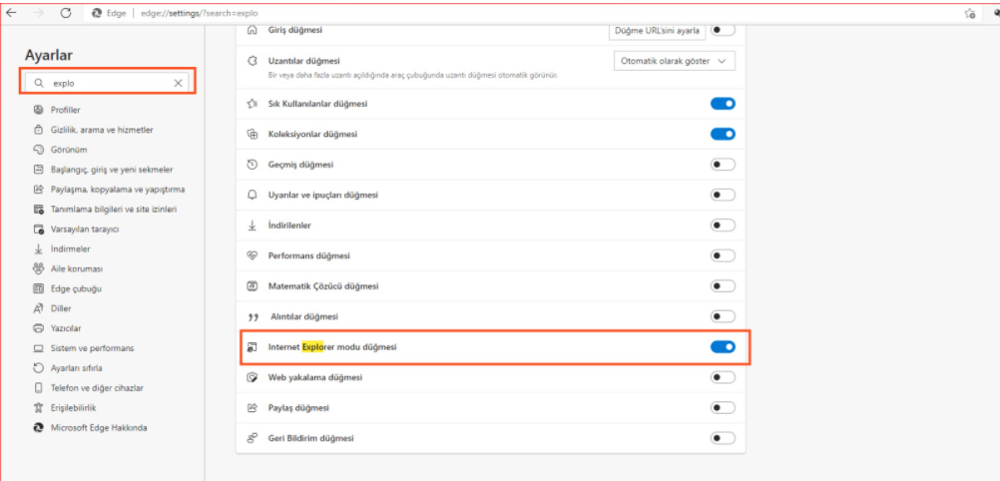 Edge
edge://settings/?search=explo
Ayarlar
explo
Profiller
Gizlilik, arama ve hizmetler
Görünüm
Başlangıç, giriş ve yeni sekmeler
Paylaşma, kopyalama ve yapıştırma
Tanımlama bilgileri ve site izinleri
Varsayılan tarayıcı
İndirmeler
Aile koruması
Edge çubuğu
Diller
Yazıcılar
Sistem ve performans
Ayarları sıfırla
Telefon ve diğer cihazlar
Erişilebilirlik
Microsoft Edge Hakkında
Giriş düğmesi
Düğme URL'sini ayarla
Uzantılar düğmesi
Otomatik olarak göster
Bir veya daha fazla uzantı açıldığında araç çubuğunda uzantı düğmesi otomatik görünür.
Sık Kullanılanlar düğmesi
Koleksiyonlar düğmesi
Geçmiş düğmesi
Uyarılar ve ipuçları düğmesi
İndirilenler
Performans düğmesi
Matematik Çözücü düğmesi
Alıntılar düğmesi
Internet Explorer modu düğmesi
Web yakalama düğmesi
Paylaş düğmesi
Geri Bildirim düğmesi